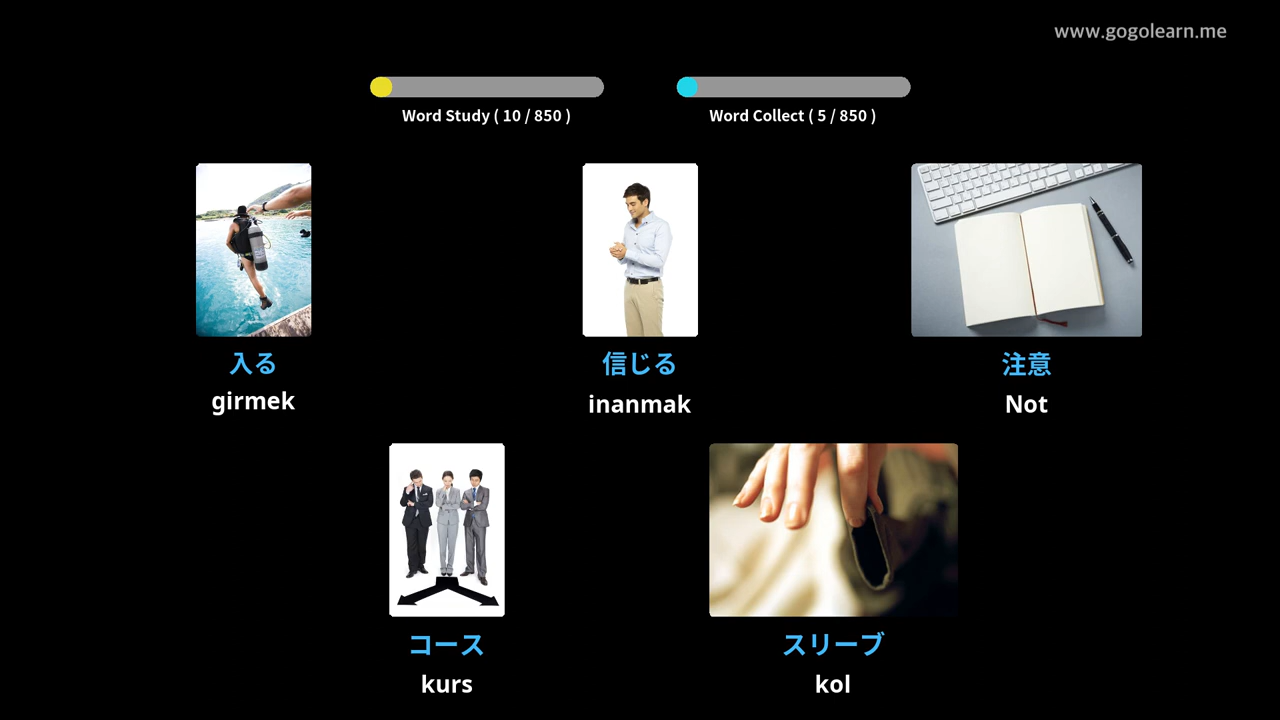 www.gogolearn.me
Word Study ( 10 / 850 )
Word Collect ( 5 / 850 )
入る
girmek
信じる
inanmak
注意
Not
コース
kurs
スリーブ
kol